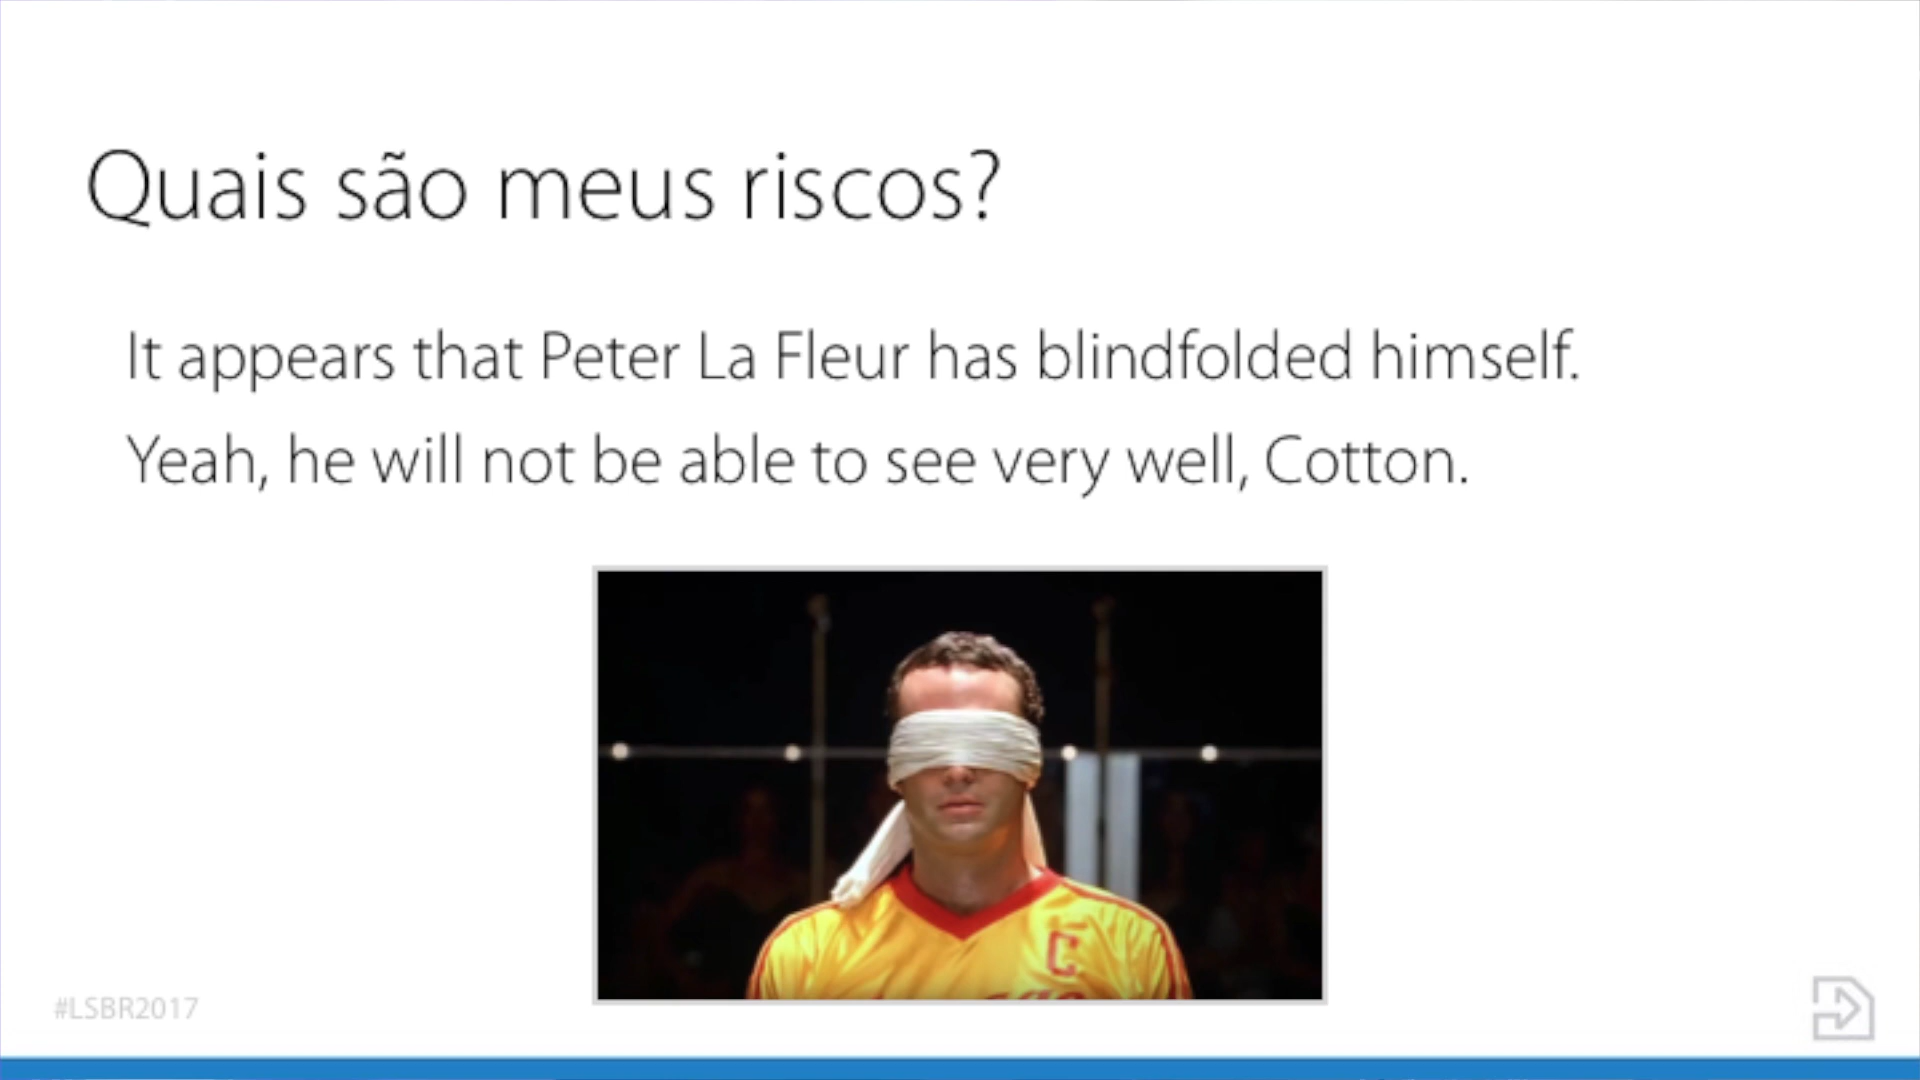 Quais são meus riscos?
It appears that Peter La Fleur has blindfolded himself.
Yeah, he will not be able to see very well, Cotton.
C
#LSBR2017